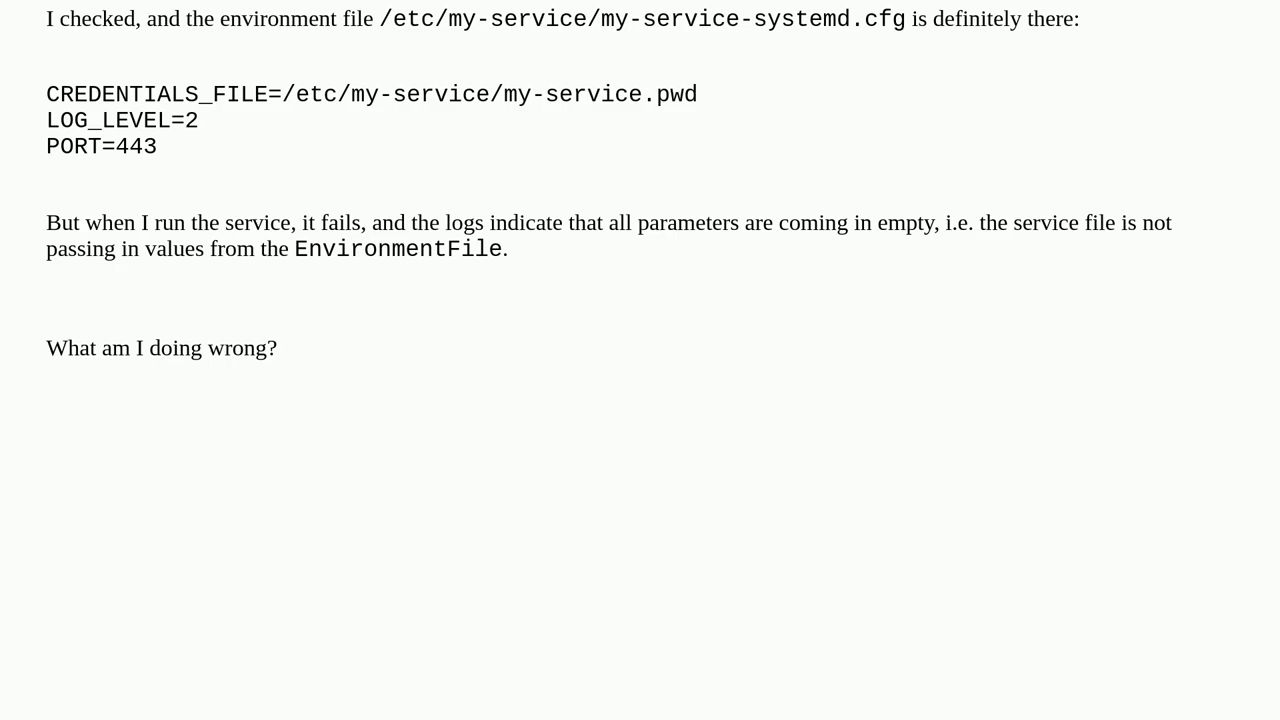 I checked, and the environment file /etc/my-service/my-service-systemd.cfg is definitely there:
CREDENTIALS_FILE=/etc/my-service/my-service.pwd
LOG_LEVEL=2
PORT=443
But when I run the service, it fails, and the logs indicate that all parameters are coming in empty, i.e. the service file is not
passing in values from the EnvironmentFile.
What am I doing wrong?